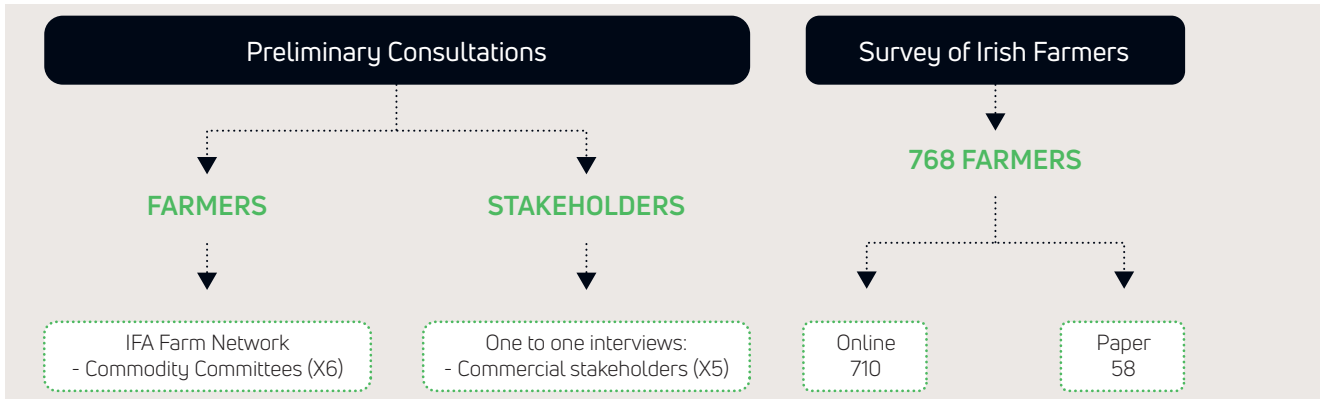 Preliminary Consultations
FARMERS
IFA Farm Network
- Commodity Committees (X6)
STAKEHOLDERS
One to one interviews:
- Commercial stakeholders (X5)
Survey of Irish Farmers
768 FARMERS
Online
710
Paper
58